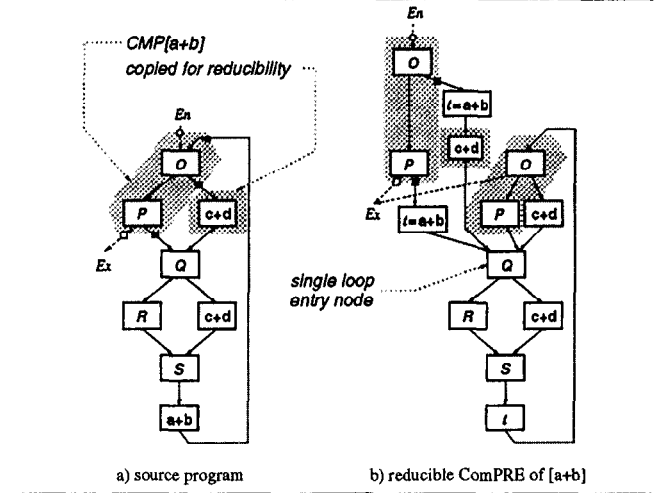 CMP[a+b]
copied for reducibility
En
O
P
c+d
Ex
Q
R
c+d
S
a+b
a) source program
En
O
t=a+b
c+d
P
O
Ex
t=a+b
P
c+d
single loop
entry node
Q
R
c+d
S
t
b) reducible ComPRE of [a+b]